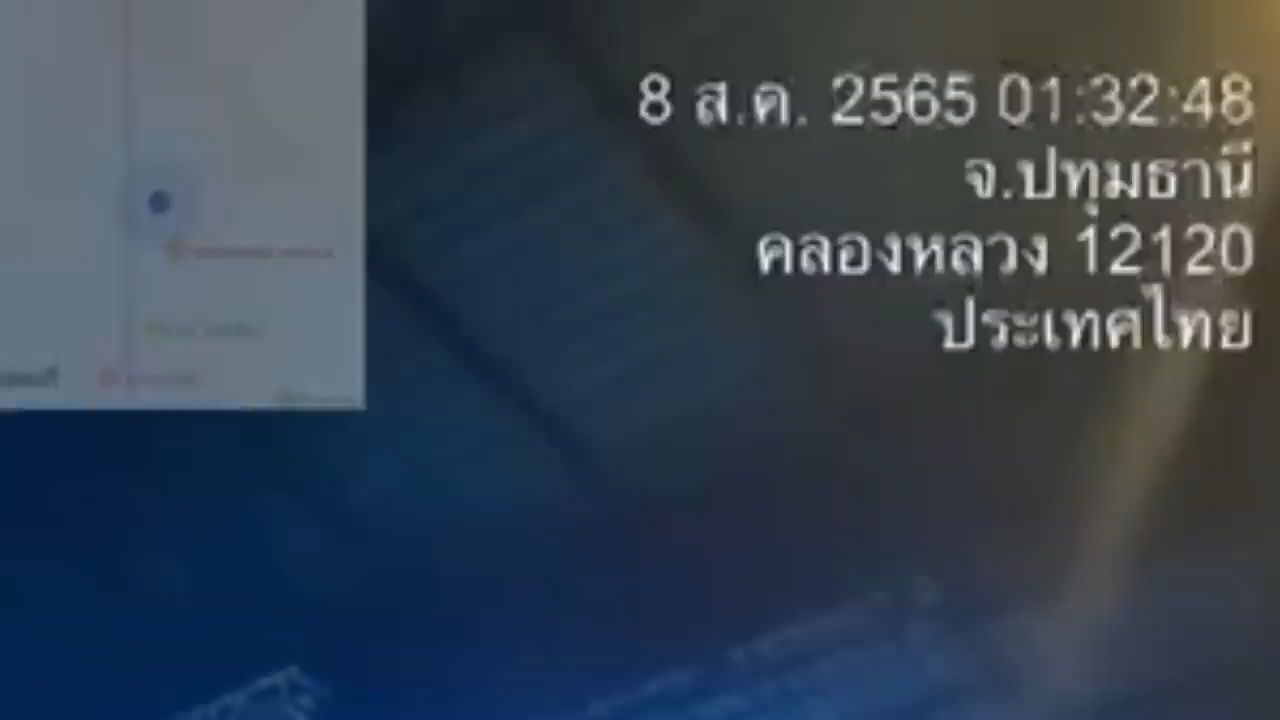 8 ส.ค. 2565 01:32:48
จ.ปทุมธานี
คลองหลวง 12120
ประเทศไทย